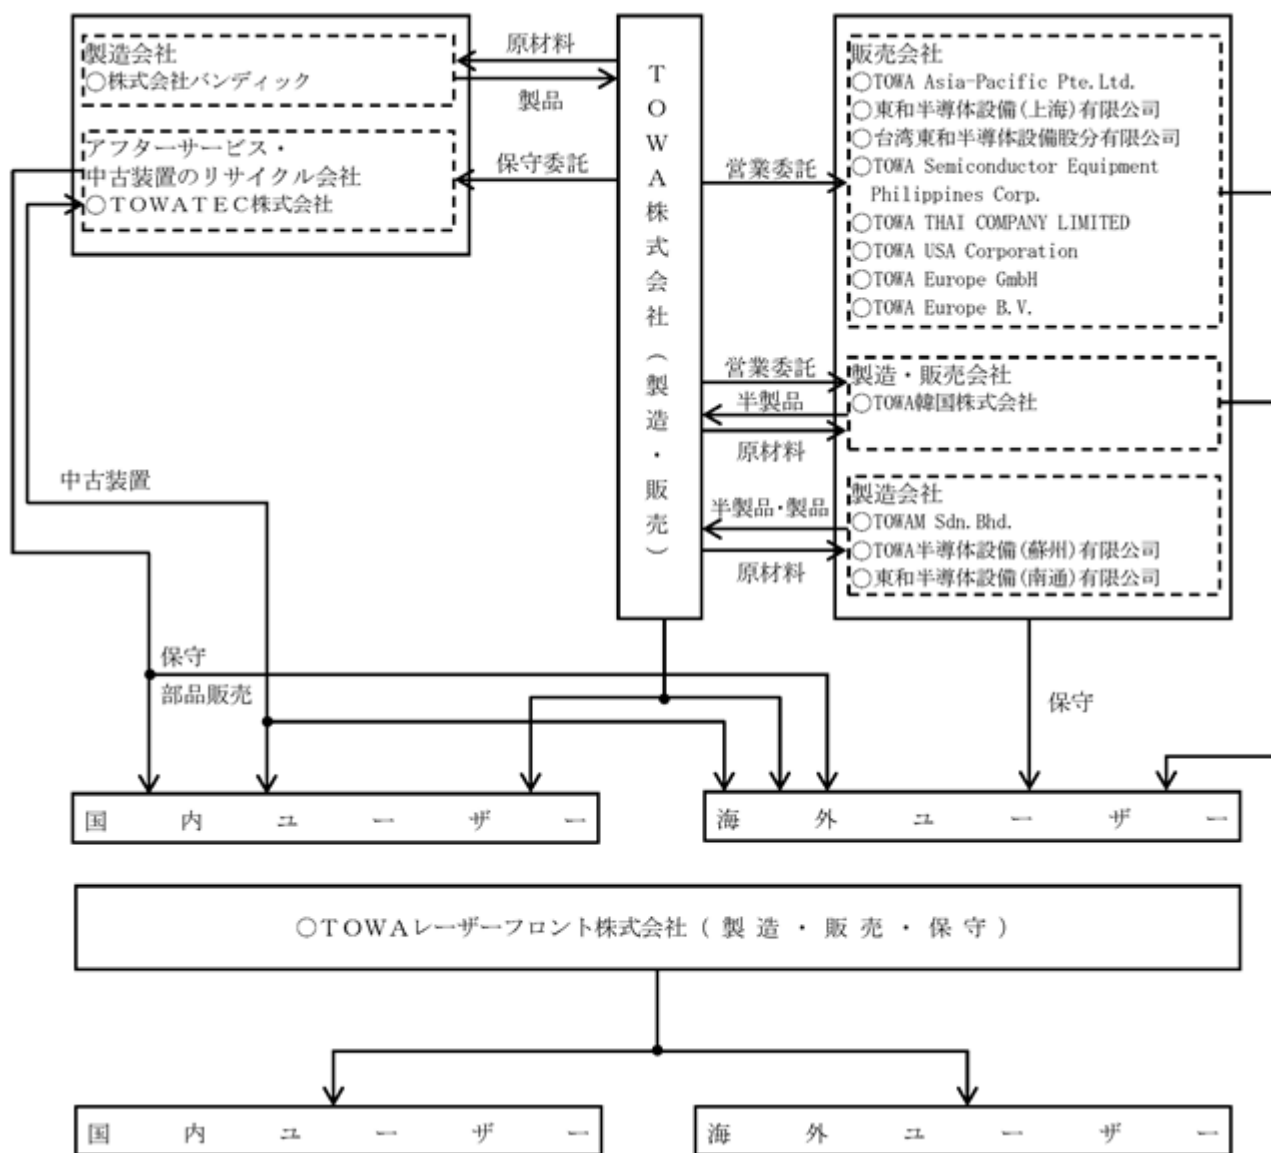 製造会社
○株式会社バンディック
アフターサービス・
中古装置のリサイクル会社
○TOWATEC株式会社
原材料
製品
保守委託
TOWA株式会社(製造・販売)
営業委託
営業委託
半製品
原材料
半製品・製品
原材料
販売会社
○TOWA Asia-Pacific Pte.Ltd.
○東和半導体設備(上海)有限公司
○台湾東和半導体設備股分有限公司
○TOWA Semiconductor Equipment
Philippines Corp.
○TOWA THAI COMPANY LIMITED
○TOWA USA Corporation
○TOWA Europe GmbH
○TOWA Europe B.V.
製造・販売会社
○TOWA韓国株式会社
製造会社
○TOWAM Sdn.Bhd.
○TOWA半導体設備(蘇州)有限公司
○東和半導体設備(南通)有限公司
中古装置
保守
部品販売
保守
国内ユーザー
海外ユーザー
○TOWAレーザーフロント株式会社(製造・販売・保守)
国内ユーザー
海外ユーザー